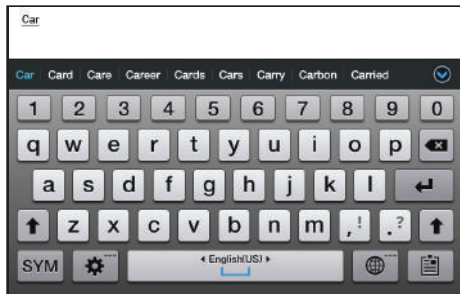 Car
Car Card Care Career Cards Cars Carry Carbon Carried
1 2 3 4 5 6 7 8 9 0
q w e r t y u i o p
a s d f g h j k l
z x c v b n m , ! . ?
SYM English(US)